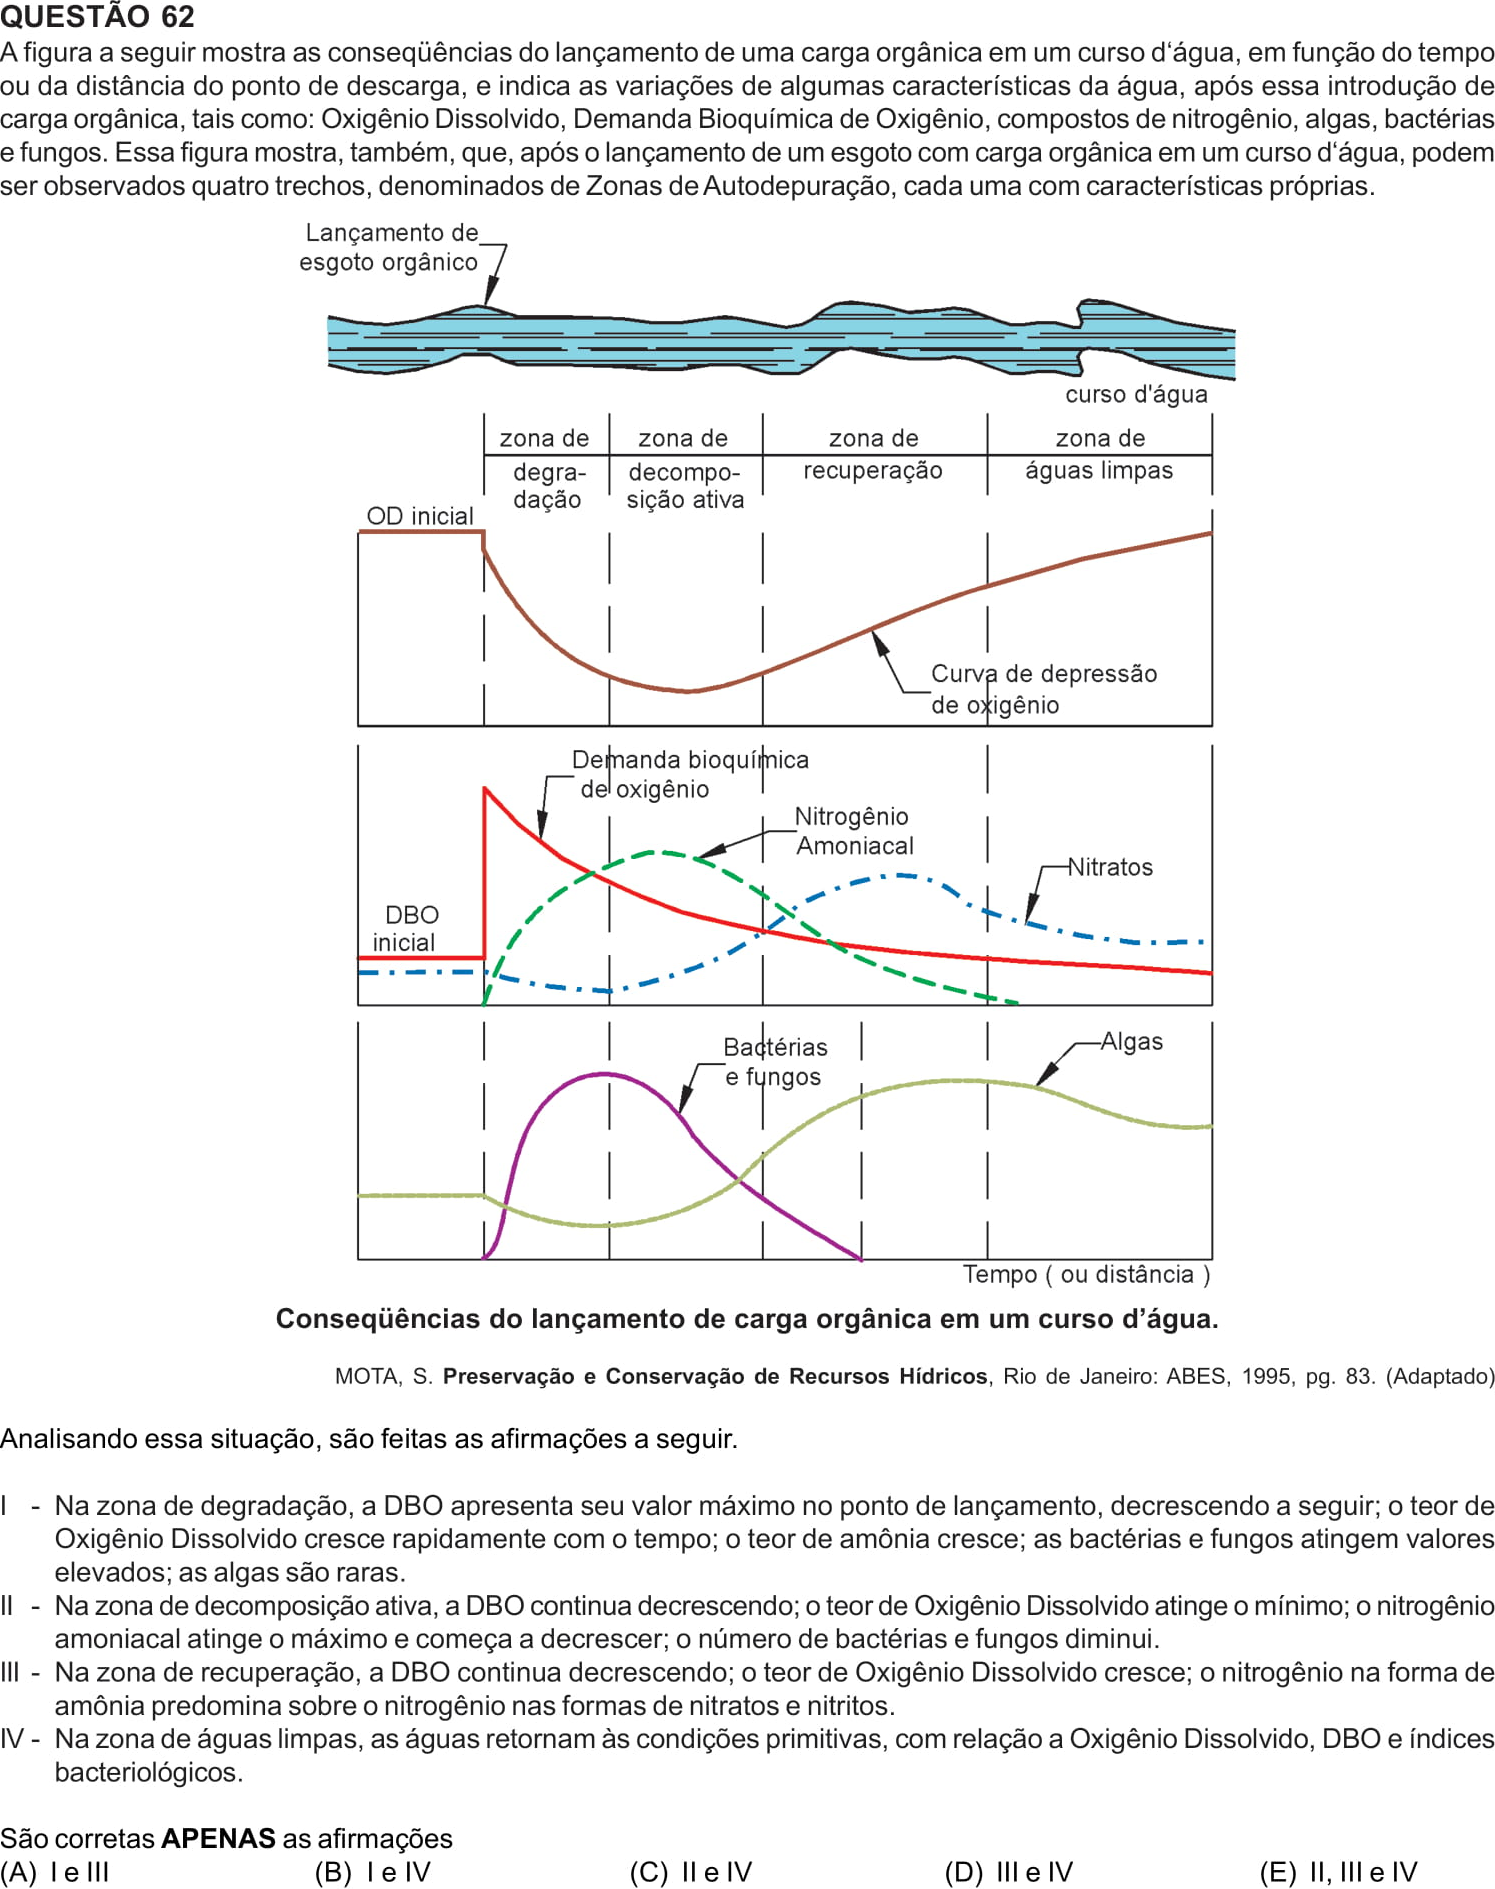 QUESTÃO 62
A figura a seguir mostra as conseqüências do lançamento de uma carga orgânica em um curso d‘água, em função do tempo
ou da distância do ponto de descarga, e indica as variações de algumas características da água, após essa introdução de
carga orgânica, tais como: Oxigênio Dissolvido, Demanda Bioquímica de Oxigênio, compostos de nitrogênio, algas, bactérias
e fungos. Essa figura mostra, também, que, após o lançamento de um esgoto com carga orgânica em um curso d‘água, podem
ser observados quatro trechos, denominados de Zonas de Autodepuração, cada uma com características próprias.
Lançamento de
esgoto orgânico
curso d'água
zona de
degra-
dação
zona de
decompo-
sição ativa
zona de
recuperação
zona de
águas limpas
OD inicial
Curva de depressão
de oxigênio
Demanda bioquímica
de oxigênio
Nitrogênio
Amoniacal
Nitratos
DBO
inicial
Bactérias
e fungos
Algas
Tempo ( ou distância )
Conseqüências do lançamento de carga orgânica em um curso d’água.
MOTA, S. Preservação e Conservação de Recursos Hídricos, Rio de Janeiro: ABES, 1995, pg. 83. (Adaptado)
Analisando essa situação, são feitas as afirmações a seguir.
I - Na zona de degradação, a DBO apresenta seu valor máximo no ponto de lançamento, decrescendo a seguir; o teor de
Oxigênio Dissolvido cresce rapidamente com o tempo; o teor de amônia cresce; as bactérias e fungos atingem valores
elevados; as algas são raras.
II - Na zona de decomposição ativa, a DBO continua decrescendo; o teor de Oxigênio Dissolvido atinge o mínimo; o nitrogênio
amoniacal atinge o máximo e começa a decrescer; o número de bactérias e fungos diminui.
III - Na zona de recuperação, a DBO continua decrescendo; o teor de Oxigênio Dissolvido cresce; o nitrogênio na forma de
amônia predomina sobre o nitrogênio nas formas de nitratos e nitritos.
IV - Na zona de águas limpas, as águas retornam às condições primitivas, com relação a Oxigênio Dissolvido, DBO e índices
bacteriológicos.
São corretas APENAS as afirmações
(A) I e III (B) I e IV (C) II e IV (D) III e IV (E) II, III e IV